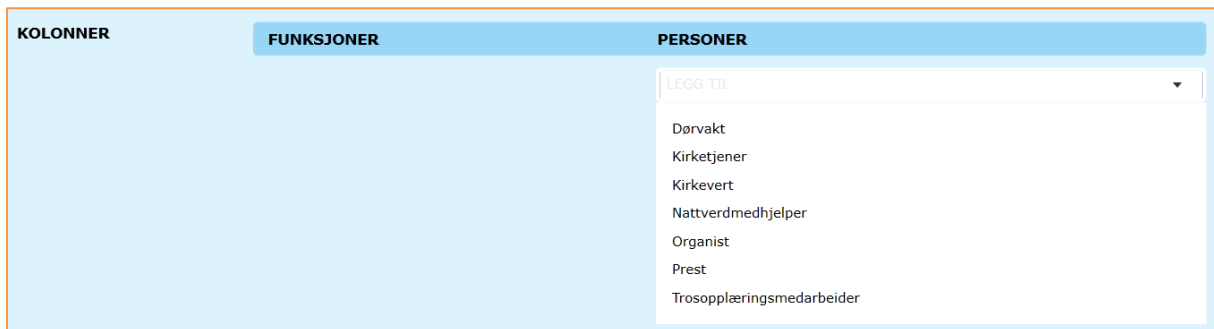 KOLONNER
FUNKSJONER
PERSONER
LEGG TIL
Dørvakt
Kirketjener
Kirkevert
Nattverdmedhjelper
Organist
Prest
Trosopplæringsmedarbeider